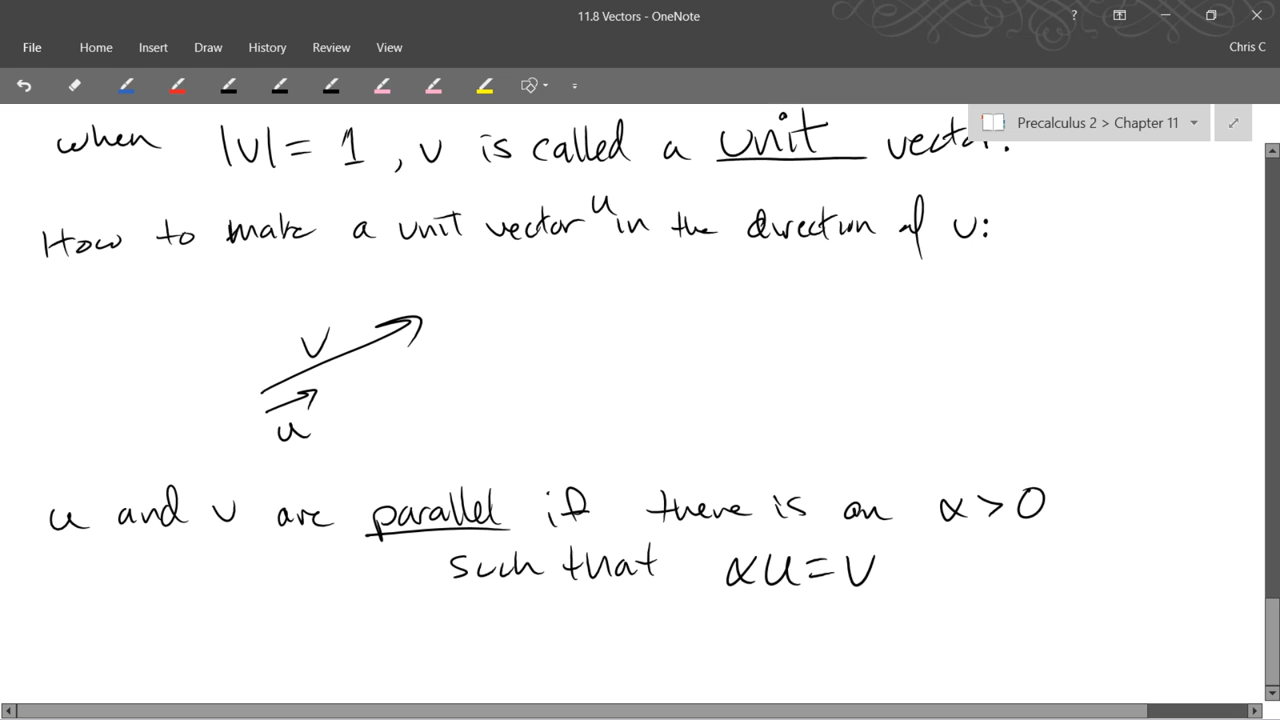 11.8 Vectors - OneNote
?
Chris C
File Home Insert Draw History Review View
Precalculus 2 > Chapter 11
when |v| = 1, v is called a unit vector.
How to make a unit vector u in the direction of v:
v
u
u and v are parallel if there is an α > 0
such that αu = v